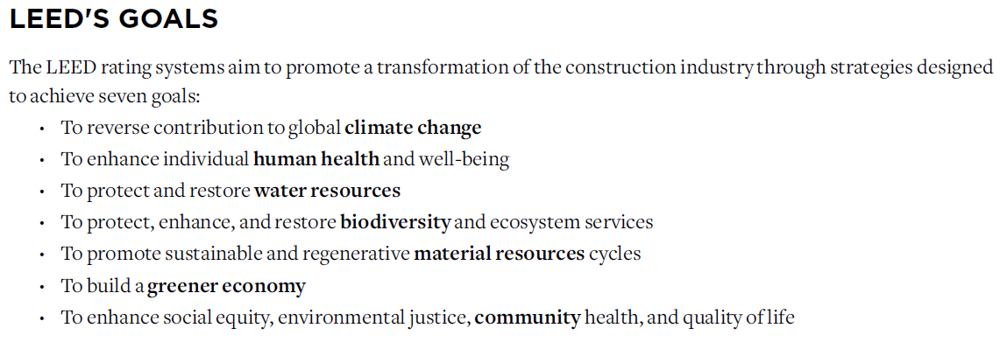 LEED'S GOALS
The LEED rating systems aim to promote a transformation of the construction industry through strategies designed
to achieve seven goals:
• To reverse contribution to global climate change
• To enhance individual human health and well-being
• To protect and restore water resources
• To protect, enhance, and restore biodiversity and ecosystem services
• To promote sustainable and regenerative material resources cycles
• To build a greener economy
• To enhance social equity, environmental justice, community health, and quality of life